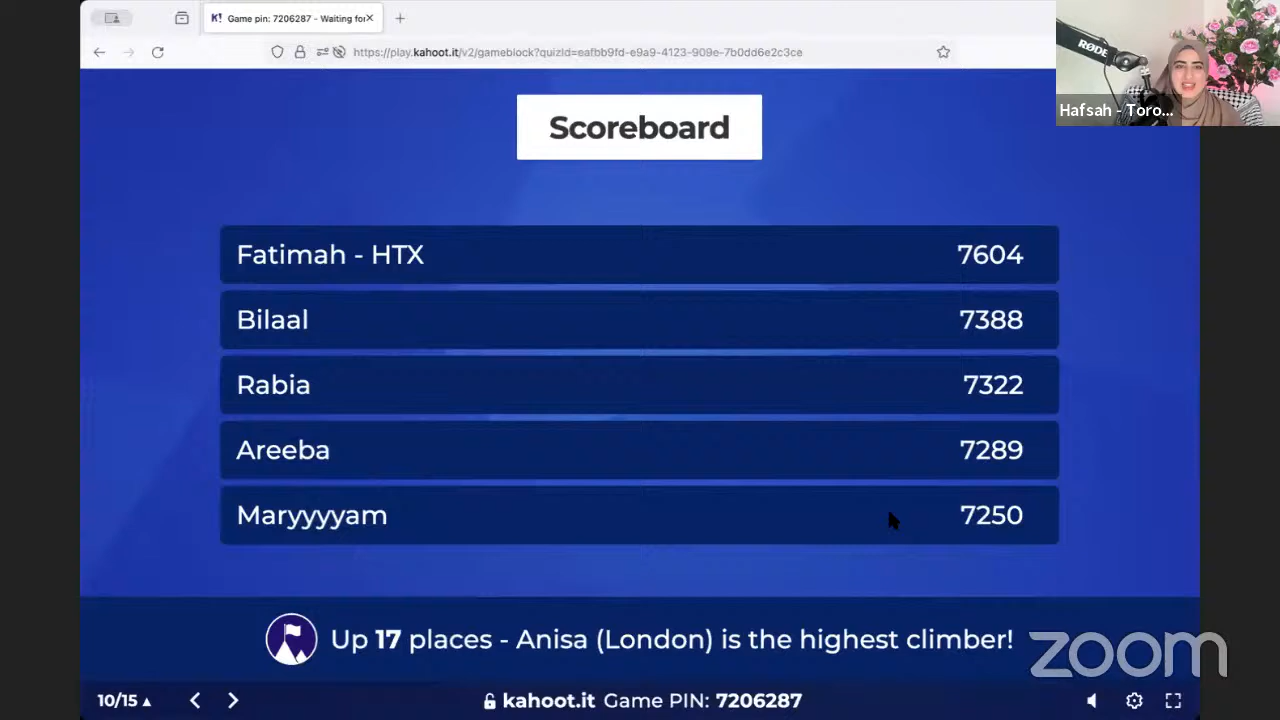 K! Game pin: 7206287 - Waiting for
https://play.kahoot.it/v2/gameblock?quizId=eafbb9fd-e9a9-4123-909e-7b0dd6e2c3ce
RØDE
Hafsah - Toro...
Scoreboard
Fatimah - HTX 7604
Bilaal 7388
Rabia 7322
Areeba 7289
Maryyyyam 7250
Up 17 places - Anisa (London) is the highest climber!
zoom
10/15 kahoot.it Game PIN: 7206287